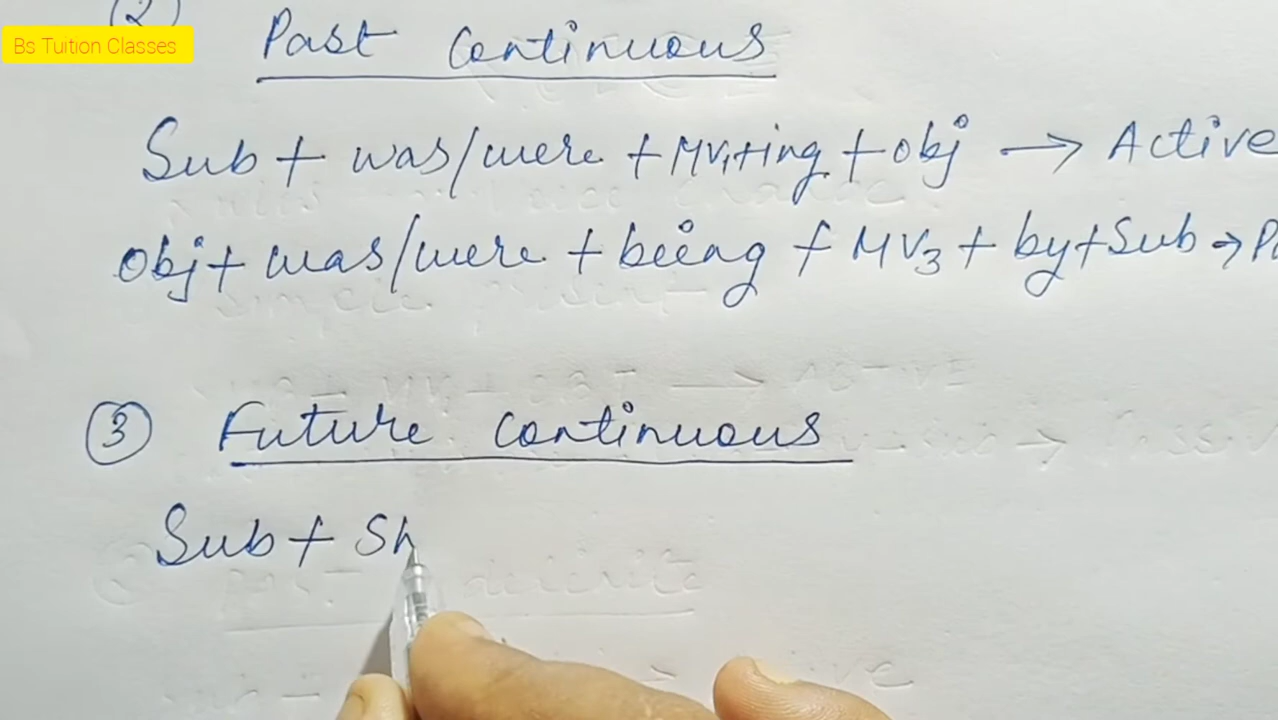 (2)
Bs Tuition Classes
Past Continuous
Sub + was/were + MV1+ing + obj → Active
Obj + was/were + being + MV3 + by + Sub →
(3) Future Continuous
Sub + Sh